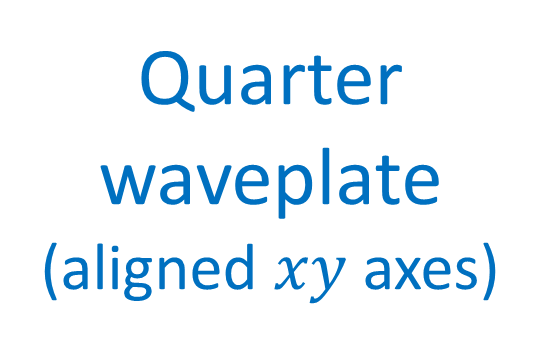 Quarter
waveplate
(aligned 𝑥𝑦 axes)